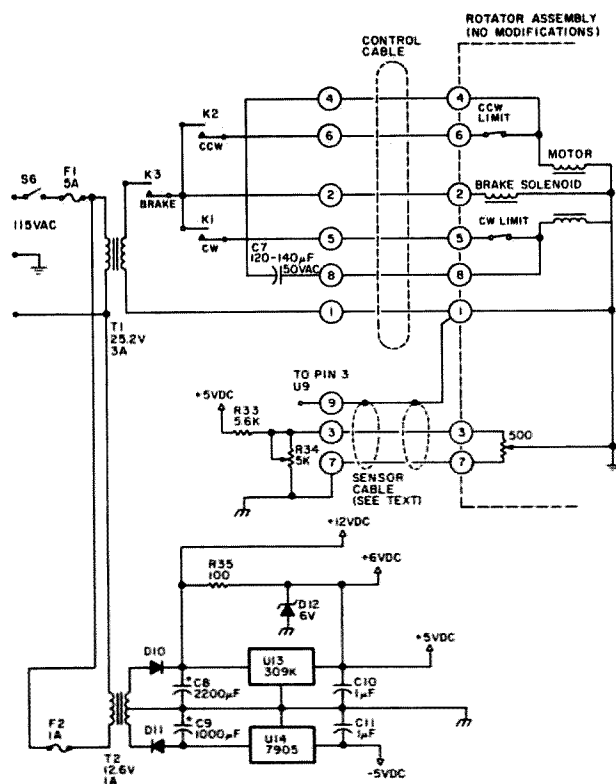 ROTATOR ASSEMBLY
(NO MODIFICATIONS)
CONTROL
CABLE
4
4
CCW
LIMIT
K2
CCW
6
6
MOTOR
S6
F1
5A
K3
BRAKE
2
2
BRAKE SOLENOID
115VAC
K1
CW
5
5
CW LIMIT
C7
120-140µF
50VAC
8
8
1
1
T1
25.2V
3A
TO PIN 3
U9
9
+5VDC
R33
5.6K
3
3
500
R34
5K
7
7
SENSOR
CABLE
(SEE TEXT)
+12VDC
R35
100
+6VDC
D12
6V
+5VDC
D10
U13
309K
+
C8
2200µF
C10
1µF
F2
1A
+
C9
1000µF
C11
1µF
D11
U14
7905
T2
12.6V
1A
-5VDC